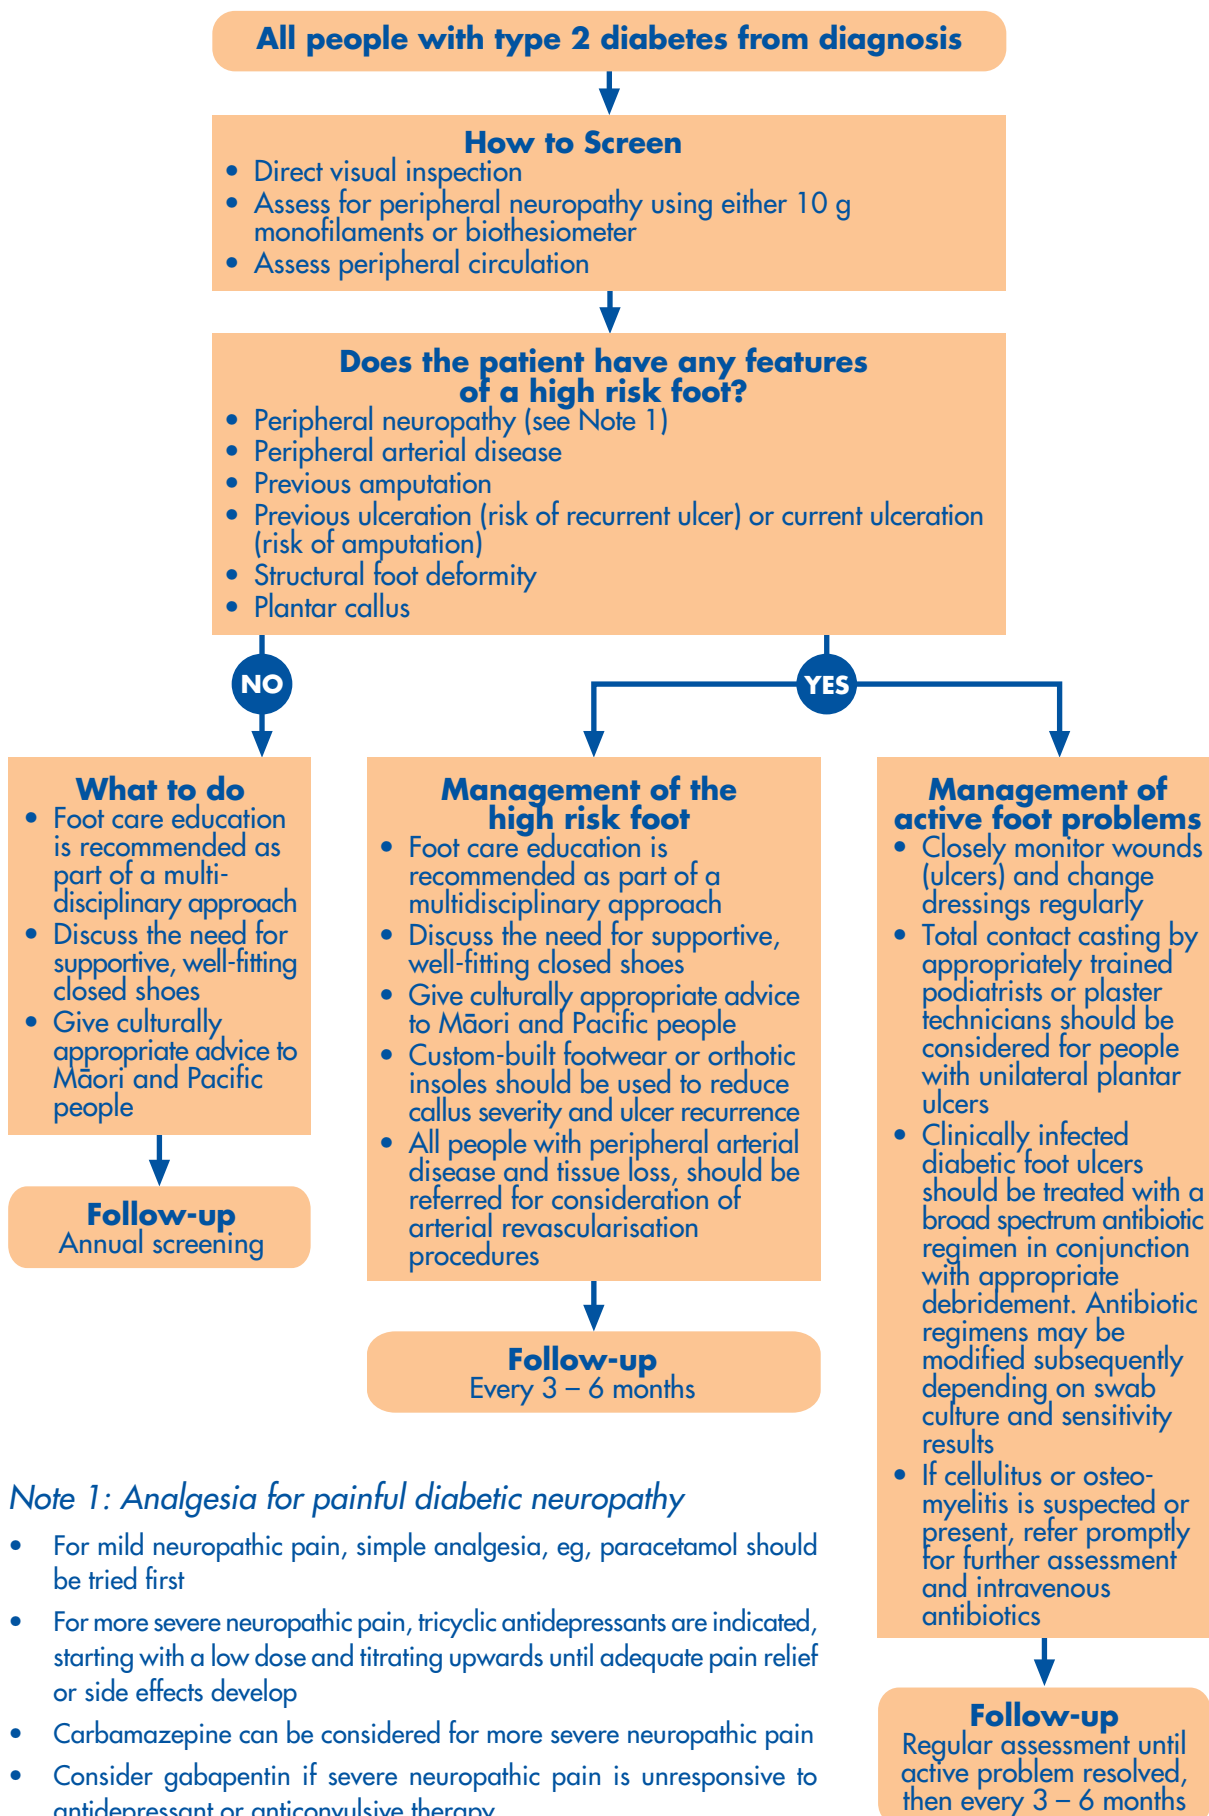 All people with type 2 diabetes from diagnosis
How to Screen
• Direct visual inspection
• Assess for peripheral neuropathy using either 10 g
monofilaments or biothesiometer
• Assess peripheral circulation
Does the patient have any features
of a high risk foot?
• Peripheral neuropathy (see Note 1)
• Peripheral arterial disease
• Previous amputation
• Previous ulceration (risk of recurrent ulcer) or current ulceration
(risk of amputation)
• Structural foot deformity
• Plantar callus
NO
YES
What to do
• Foot care education
is recommended as
part of a multi-
disciplinary approach
• Discuss the need for
supportive, well-fitting
closed shoes
• Give culturally
appropriate advice to
Māori and Pacific
people
Follow-up
Annual screening
Management of the
high risk foot
• Foot care education is
recommended as part of a
multidisciplinary approach
• Discuss the need for supportive,
well-fitting closed shoes
• Give culturally appropriate advice
to Māori and Pacific people
• Custom-built footwear or orthotic
insoles should be used to reduce
callus severity and ulcer recurrence
• All people with peripheral arterial
disease and tissue loss, should be
referred for consideration of
arterial revascularisation
procedures
Follow-up
Every 3 – 6 months
Management of
active foot problems
• Closely monitor wounds
(ulcers) and change
dressings regularly
• Total contact casting by
appropriately trained
podiatrists or plaster
technicians should be
considered for people
with unilateral plantar
ulcers
• Clinically infected
diabetic foot ulcers
should be treated with a
broad spectrum antibiotic
regimen in conjunction
with appropriate
debridement. Antibiotic
regimens may be
modified subsequently
depending on swab
culture and sensitivity
results
• If cellulitus or osteo-
myelitis is suspected or
present, refer promptly
for further assessment
and intravenous
antibiotics
Follow-up
Regular assessment until
active problem resolved,
then every 3 – 6 months
Note 1: Analgesia for painful diabetic neuropathy
• For mild neuropathic pain, simple analgesia, eg, paracetamol should
be tried first
• For more severe neuropathic pain, tricyclic antidepressants are indicated,
starting with a low dose and titrating upwards until adequate pain relief
or side effects develop
• Carbamazepine can be considered for more severe neuropathic pain
• Consider gabapentin if severe neuropathic pain is unresponsive to
antidepressant or anticonvulsive therapy